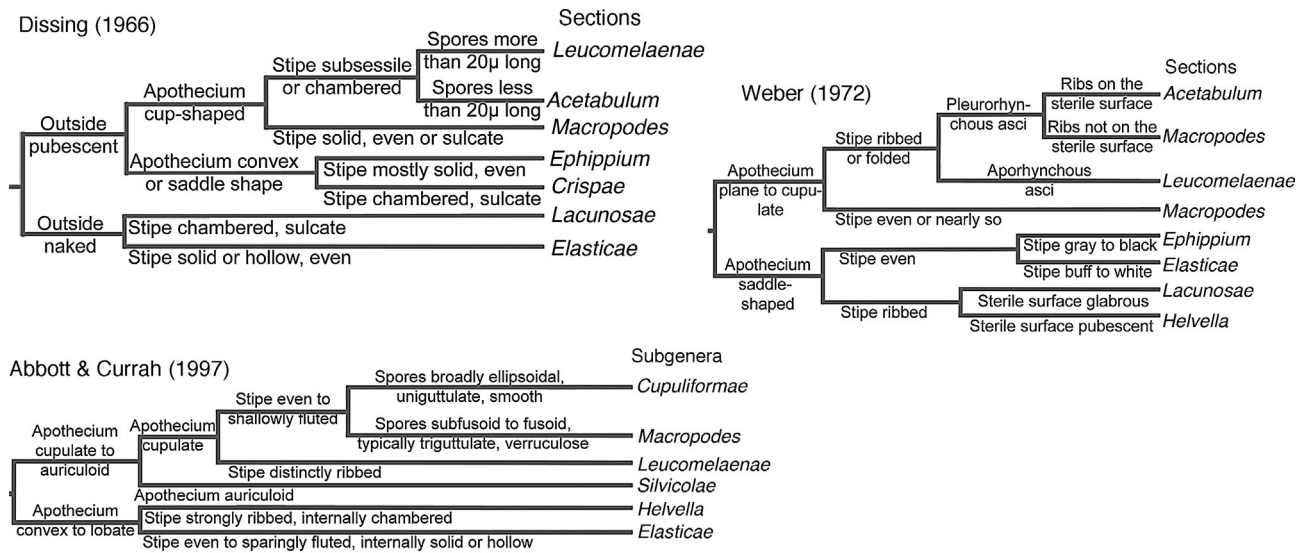 Dissing (1966)
Sections
Spores more
than 20µ long
Leucomelaenae
Stipe subsessile
or chambered
Spores less
than 20µ long
Acetabulum
Apothecium
cup-shaped
Stipe solid, even or sulcate
Macropodes
Outside
pubescent
Apothecium convex
or saddle shape
Stipe mostly solid, even
Ephippium
Stipe chambered, sulcate
Crispae
Outside
naked
Stipe chambered, sulcate
Lacunosae
Stipe solid or hollow, even
Elasticae
Weber (1972)
Sections
Ribs on the
sterile surface
Acetabulum
Pleurorhyn-
chous asci
Ribs not on the
sterile surface
Macropodes
Stipe ribbed
or folded
Aporhynchous
asci
Leucomelaenae
Apothecium
plane to cupu-
late
Stipe even or nearly so
Macropodes
Stipe even
Stipe gray to black
Ephippium
Stipe buff to white
Elasticae
Apothecium
saddle-
shaped
Stipe ribbed
Sterile surface glabrous
Lacunosae
Sterile surface pubescent
Helvella
Abbott & Currah (1997)
Subgenera
Spores broadly ellipsoidal,
uniguttulate, smooth
Cupuliformae
Stipe even to
shallowly fluted
Spores subfusoid to fusoid,
typically triguttulate, verruculose
Macropodes
Apothecium
cupulate to
auriculoid
Apothecium
cupulate
Stipe distinctly ribbed
Leucomelaenae
Apothecium auriculoid
Silvicolae
Apothecium
convex to lobate
Stipe strongly ribbed, internally chambered
Helvella
Stipe even to sparingly fluted, internally solid or hollow
Elasticae